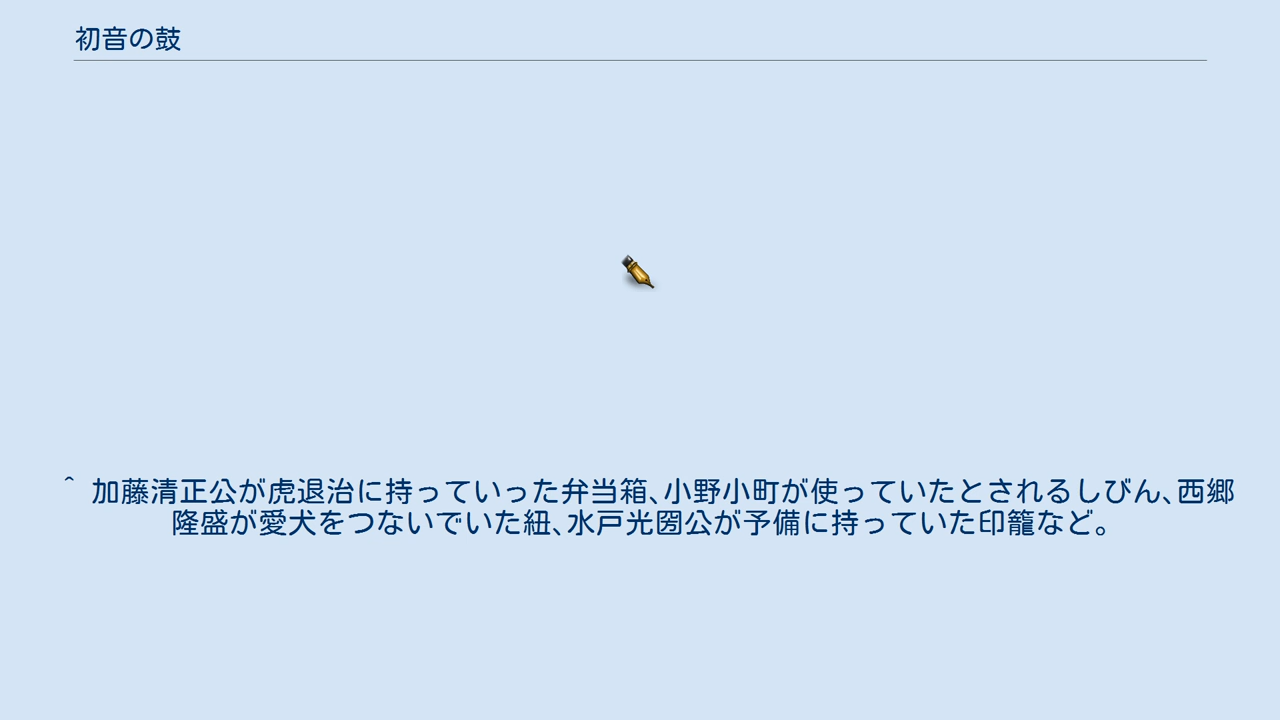 初音の鼓
^ 加藤清正公が虎退治に持っていった弁当箱、小野小町が使っていたとされるしびん、西郷
隆盛が愛犬をつないでいた紐、水戸光圀公が予備に持っていた印籠など。